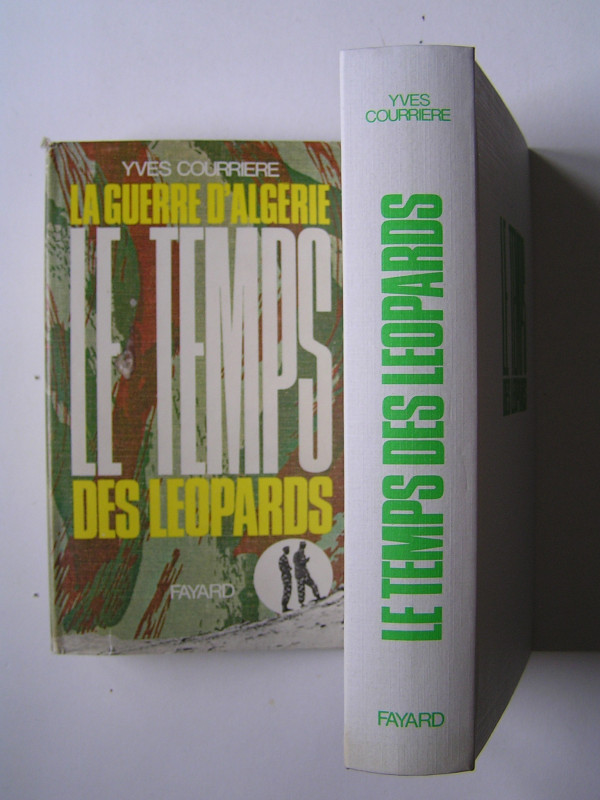 YVES COURRIERE
LA GUERRE D'ALGERIE
LE TEMPS
DES LEOPARDS
FAYARD
YVES
COURRIERE
LE TEMPS DES LEOPARDS
FAYARD